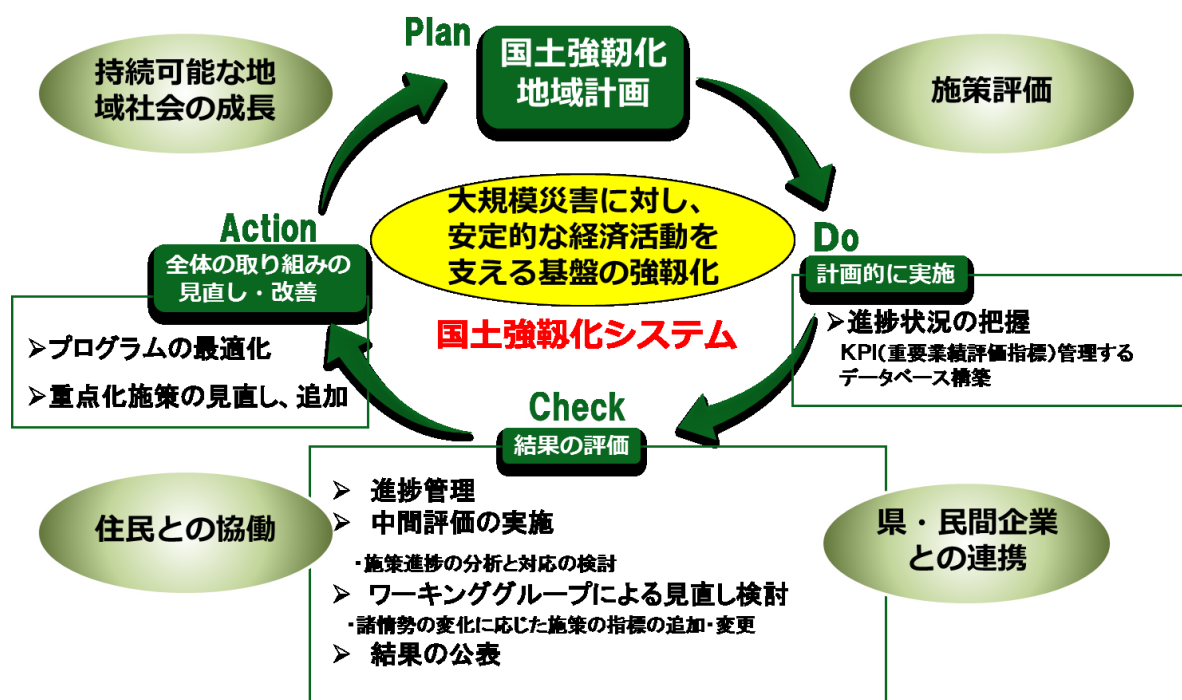 Plan
国土強靭化
地域計画
持続可能な地
域社会の成長
施策評価
大規模災害に対し、
安定的な経済活動を
支える基盤の強靭化
国土強靭化システム
Do
計画的に実施
➢進捗状況の把握
KPI(重要業績評価指標)管理する
データベース構築
Action
全体の取り組みの
見直し・改善
➢プログラムの最適化
➢重点化施策の見直し、追加
Check
結果の評価
➢ 進捗管理
➢ 中間評価の実施
・施策進捗の分析と対応の検討
➢ ワーキンググループによる見直し検討
・諸情勢の変化に応じた施策の指標の追加・変更
➢ 結果の公表
住民との協働
県・民間企業
との連携